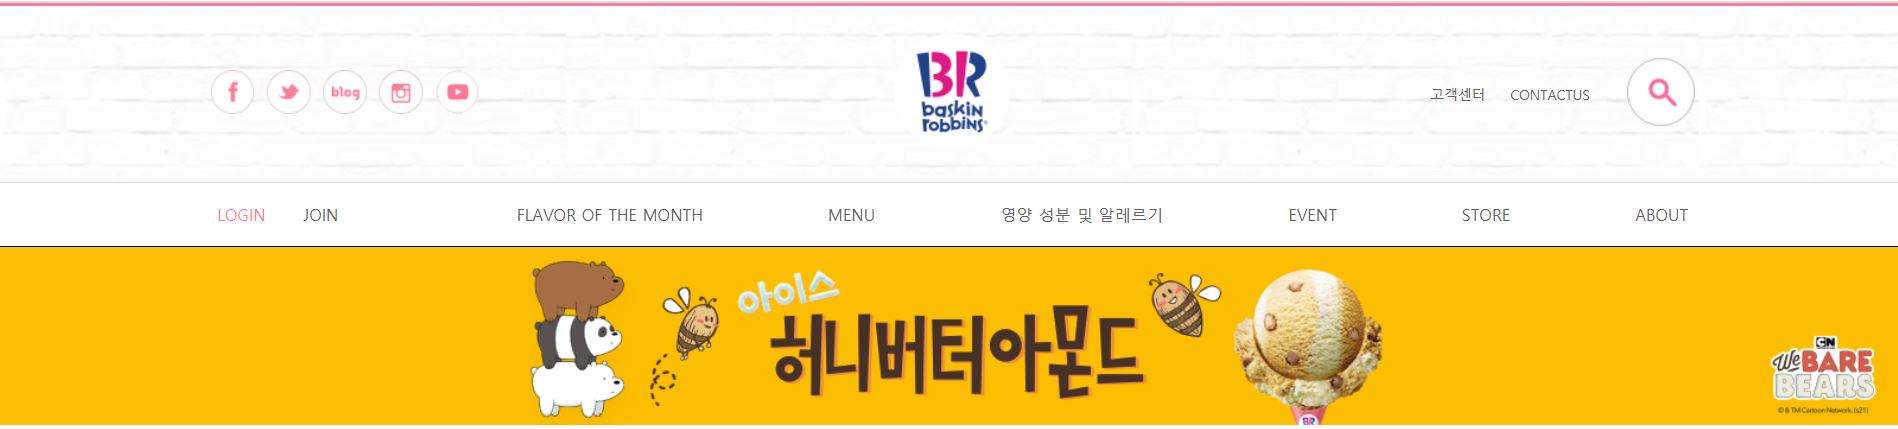 blog
BR
baskin
robbins
고객센터 CONTACTUS
LOGIN JOIN FLAVOR OF THE MONTH MENU 영양 성분 및 알레르기 EVENT STORE ABOUT
아이스
허니버터아몬드
BR
CN
We BARE
BEARS
© & TM Cartoon Network. (s21)